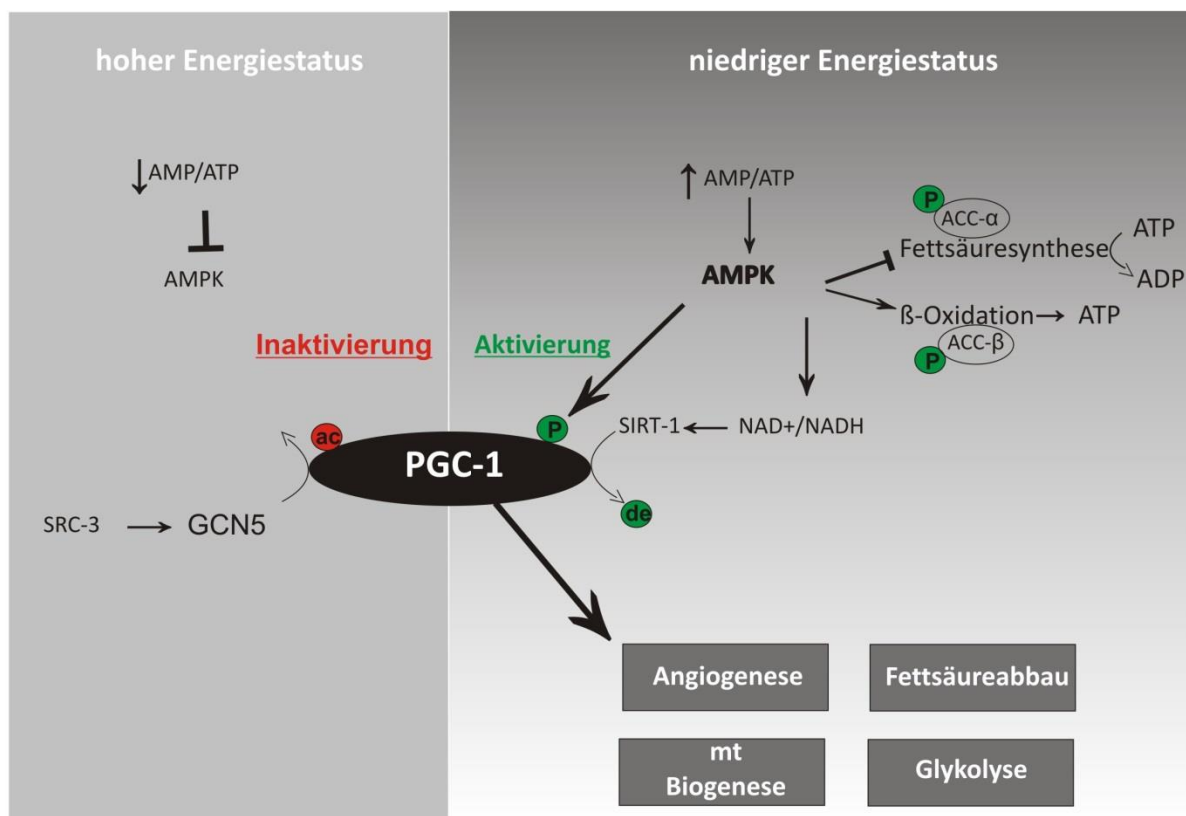 hoher Energiestatus
niedriger Energiestatus
↓ AMP/ATP
AMPK
↑ AMP/ATP
AMPK
P
ACC-α
Fettsäuresynthese
ATP
ADP
ß-Oxidation → ATP
ACC-β
P
Inaktivierung
Aktivierung
ac
P
PGC-1
SIRT-1 ← NAD+/NADH
de
SRC-3 → GCN5
Angiogenese
Fettsäureabbau
mt
Biogenese
Glykolyse